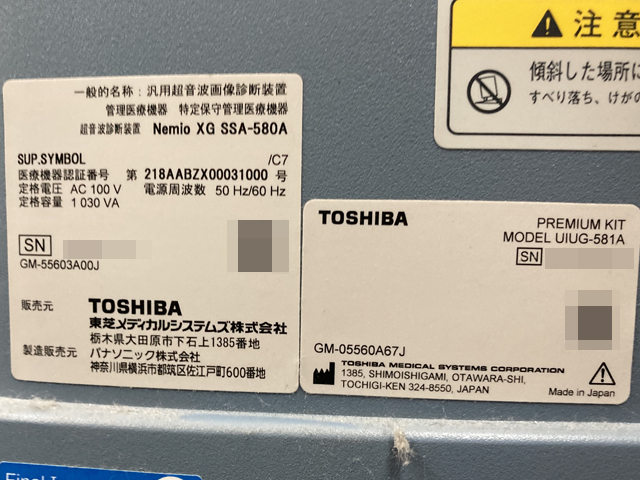 一般的名称：汎用超音波画像診断装置
管理医療機器 特定保守管理医療機器
超音波診断装置 Nemio XG SSA-580A
SUP.SYMBOL /C7
医療機器認証番号 第 218AABZX00031000 号
定格電圧 AC 100 V 電源周波数 50 Hz/60 Hz
定格容量 1 030 VA
SN
GM-55603A00J
販売元 TOSHIBA
東芝メディカルシステムズ株式会社
栃木県大田原市下石上1385番地
製造販売元 パナソニック株式会社
神奈川県横浜市都筑区佐江戸町600番地
注意
傾斜した場所に
すべり落ち、けがの
TOSHIBA
PREMIUM KIT
MODEL UIUG-581A
SN
GM-05560A67J
TOSHIBA MEDICAL SYSTEMS CORPORATION
1385, SHIMOISHIGAMI, OTAWARA-SHI,
TOCHIGI-KEN 324-8550, JAPAN
Made in Japan